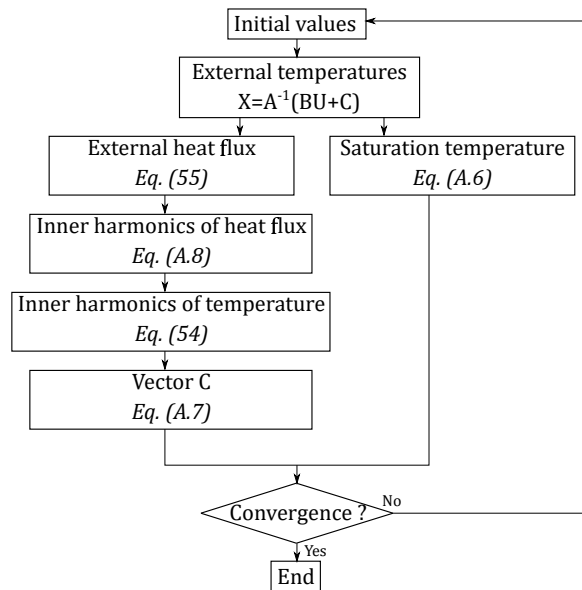 Initial values
External temperatures
X=A⁻¹(BU+C)
External heat flux
Eq. (55)
Saturation temperature
Eq. (A.6)
Inner harmonics of heat flux
Eq. (A.8)
Inner harmonics of temperature
Eq. (54)
Vector C
Eq. (A.7)
Convergence ?
No
Yes
End